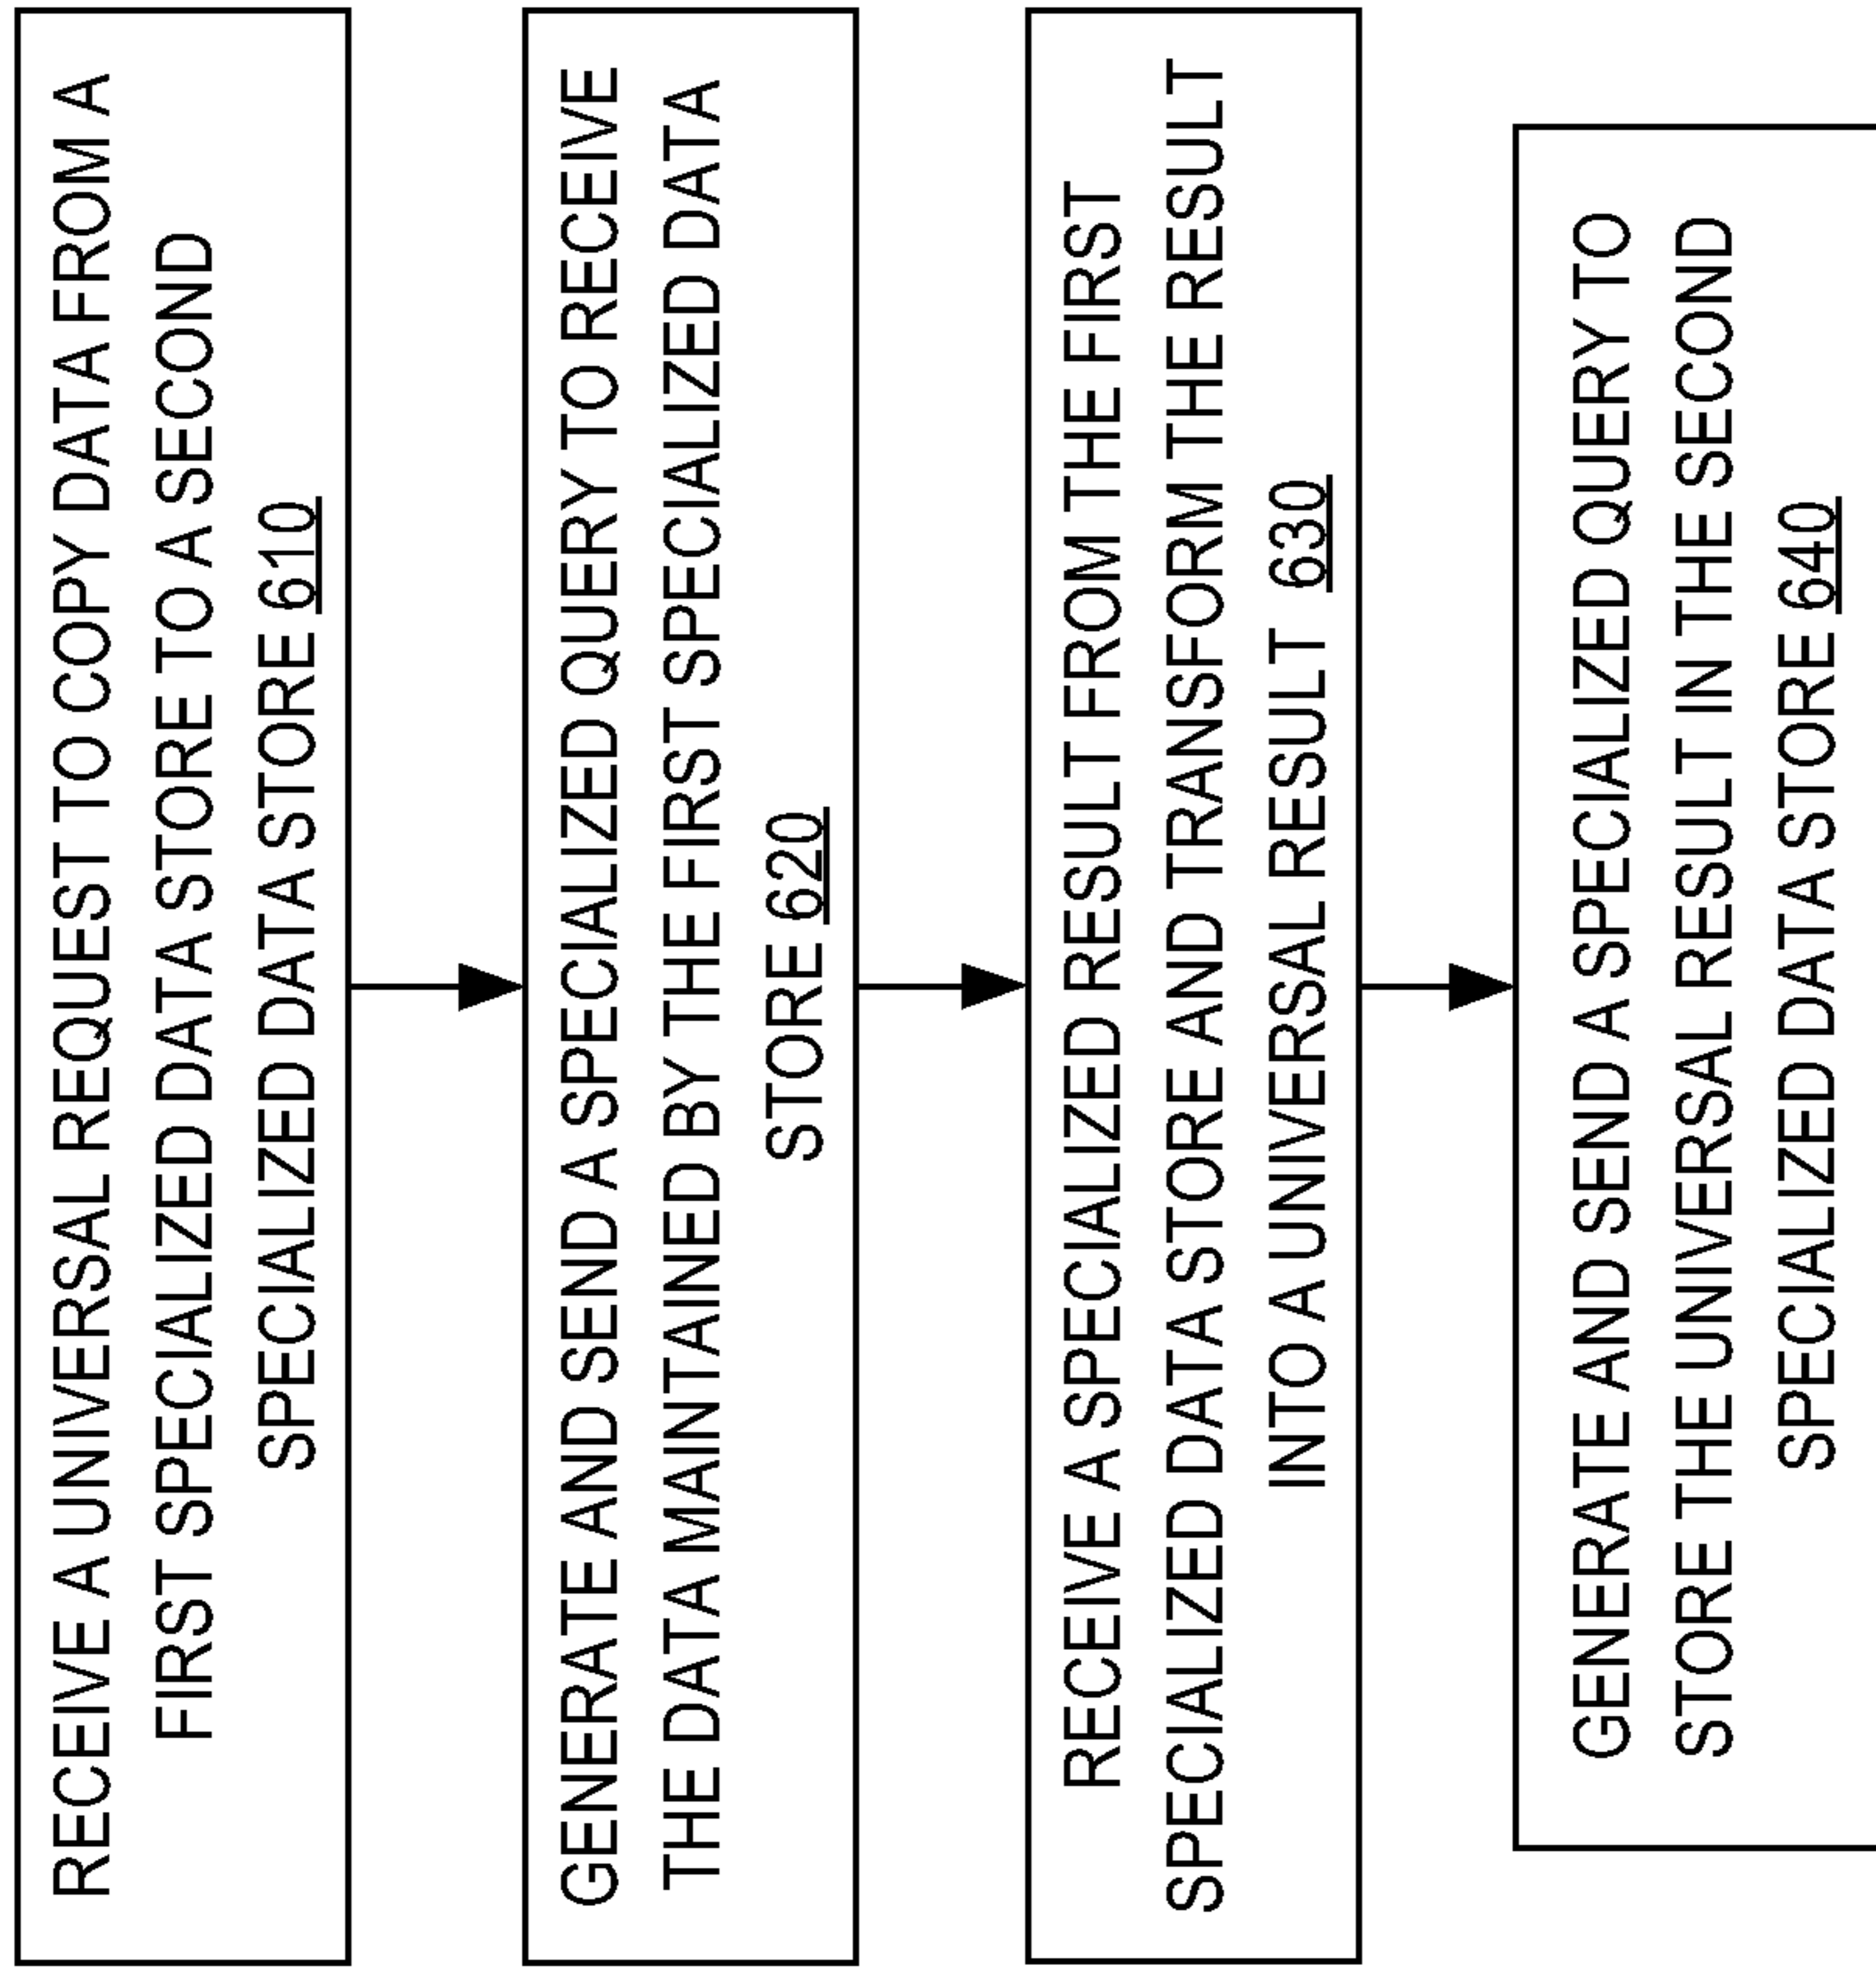 RECEIVE A UNIVERSAL REQUEST TO COPY DATA FROM A
FIRST SPECIALIZED DATA STORE TO A SECOND
SPECIALIZED DATA STORE 610
GENERATE AND SEND A SPECIALIZED QUERY TO RECEIVE
THE DATA MAINTAINED BY THE FIRST SPECIALIZED DATA
STORE 620
RECEIVE A SPECIALIZED RESULT FROM THE FIRST
SPECIALIZED DATA STORE AND TRANSFORM THE RESULT
INTO A UNIVERSAL RESULT 630
GENERATE AND SEND A SPECIALIZED QUERY TO
STORE THE UNIVERSAL RESULT IN THE SECOND
SPECIALIZED DATA STORE 640